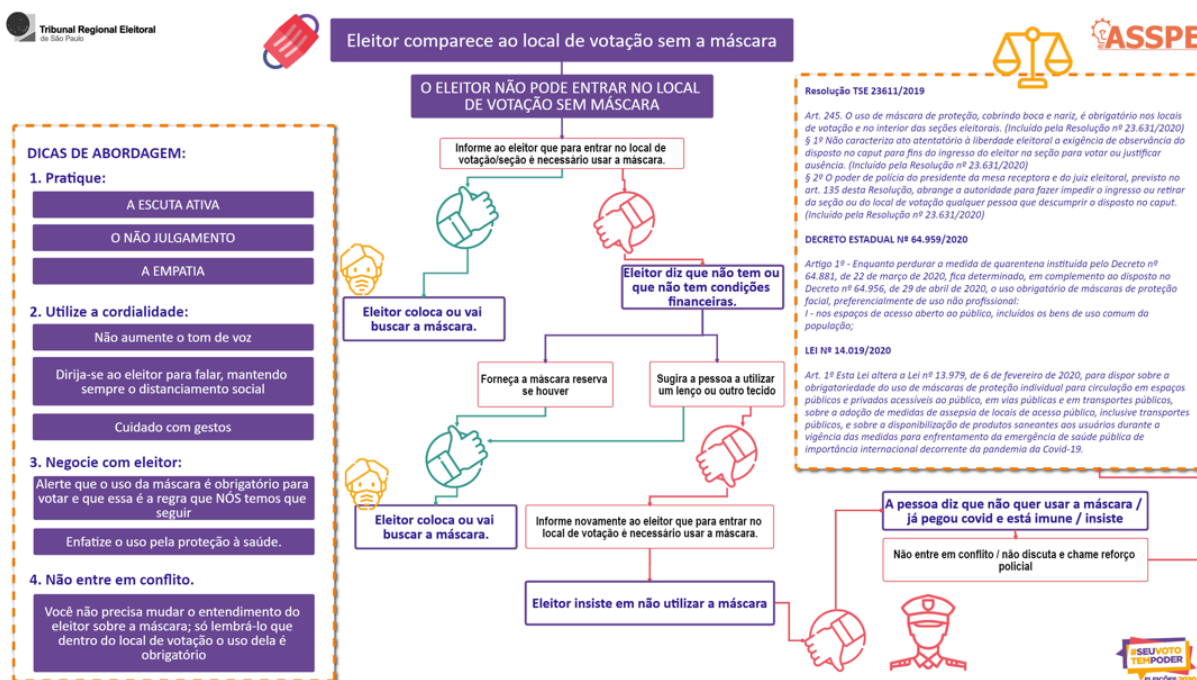 Tribunal Regional Eleitoral
de São Paulo
Eleitor comparece ao local de votação sem a máscara
ASSPE
O ELEITOR NÃO PODE ENTRAR NO LOCAL
DE VOTAÇÃO SEM MÁSCARA
Informe ao eleitor que para entrar no local de
votação/seção é necessário usar a máscara.
DICAS DE ABORDAGEM:
1. Pratique:
A ESCUTA ATIVA
O NÃO JULGAMENTO
A EMPATIA
2. Utilize a cordialidade:
Não aumente o tom de voz
Dirija-se ao eleitor para falar, mantendo
sempre o distanciamento social
Cuidado com gestos
3. Negocie com eleitor:
Alerte que o uso da máscara é obrigatório para
votar e que essa é a regra que NÓS temos que
seguir
Enfatize o uso pela proteção à saúde.
4. Não entre em conflito.
Você não precisa mudar o entendimento do
eleitor sobre a máscara; só lembrá-lo que
dentro do local de votação o uso dela é
obrigatório
Eleitor coloca ou vai
buscar a máscara.
Eleitor diz que não tem ou
que não tem condições
financeiras.
Forneça a máscara reserva
se houver
Sugira a pessoa a utilizar
um lenço ou outro tecido
Eleitor coloca ou vai
buscar a máscara.
Informe novamente ao eleitor que para entrar no
local de votação é necessário usar a máscara.
Eleitor insiste em não utilizar a máscara
Resolução TSE 23611/2019
Art. 245. O uso de máscara de proteção, cobrindo boca e nariz, é obrigatório nos locais
de votação e no interior das seções eleitorais. (Incluído pela Resolução nº 23.631/2020)
§ 1º Não caracteriza ato atentatório à liberdade eleitoral a exigência de observância do
disposto no caput para fins do ingresso do eleitor na seção para votar ou justificar
ausência. (Incluído pela Resolução nº 23.631/2020)
§ 2º O poder de polícia do presidente da mesa receptora e do juiz eleitoral, previsto no
art. 135 desta Resolução, abrange a autoridade para fazer impedir o ingresso ou retirar
da seção ou do local de votação qualquer pessoa que descumprir o disposto no caput.
(Incluído pela Resolução nº 23.631/2020)
DECRETO ESTADUAL Nº 64.959/2020
Artigo 1º - Enquanto perdurar a medida de quarentena instituída pelo Decreto nº
64.881, de 22 de março de 2020, fica determinado, em complemento ao disposto no
Decreto nº 64.956, de 29 de abril de 2020, o uso obrigatório de máscaras de proteção
facial, preferencialmente de uso não profissional:
I - nos espaços de acesso aberto ao público, incluídos os bens de uso comum da
população;
LEI Nº 14.019/2020
Art. 1º Esta Lei altera a Lei nº 13.979, de 6 de fevereiro de 2020, para dispor sobre a
obrigatoriedade do uso de máscaras de proteção individual para circulação em espaços
públicos e privados acessíveis ao público, em vias públicas e em transportes públicos,
sobre a adoção de medidas de assepsia de locais de acesso público, inclusive transportes
públicos, e sobre a disponibilização de produtos saneantes aos usuários durante a
vigência das medidas para enfrentamento da emergência de saúde pública de
importância internacional decorrente da pandemia da Covid-19.
A pessoa diz que não quer usar a máscara /
já pegou covid e está imune / insiste
Não entre em conflito / não discuta e chame reforço
policial
#SEUVOTO
TEMPODER
ELEIÇÕES 2020